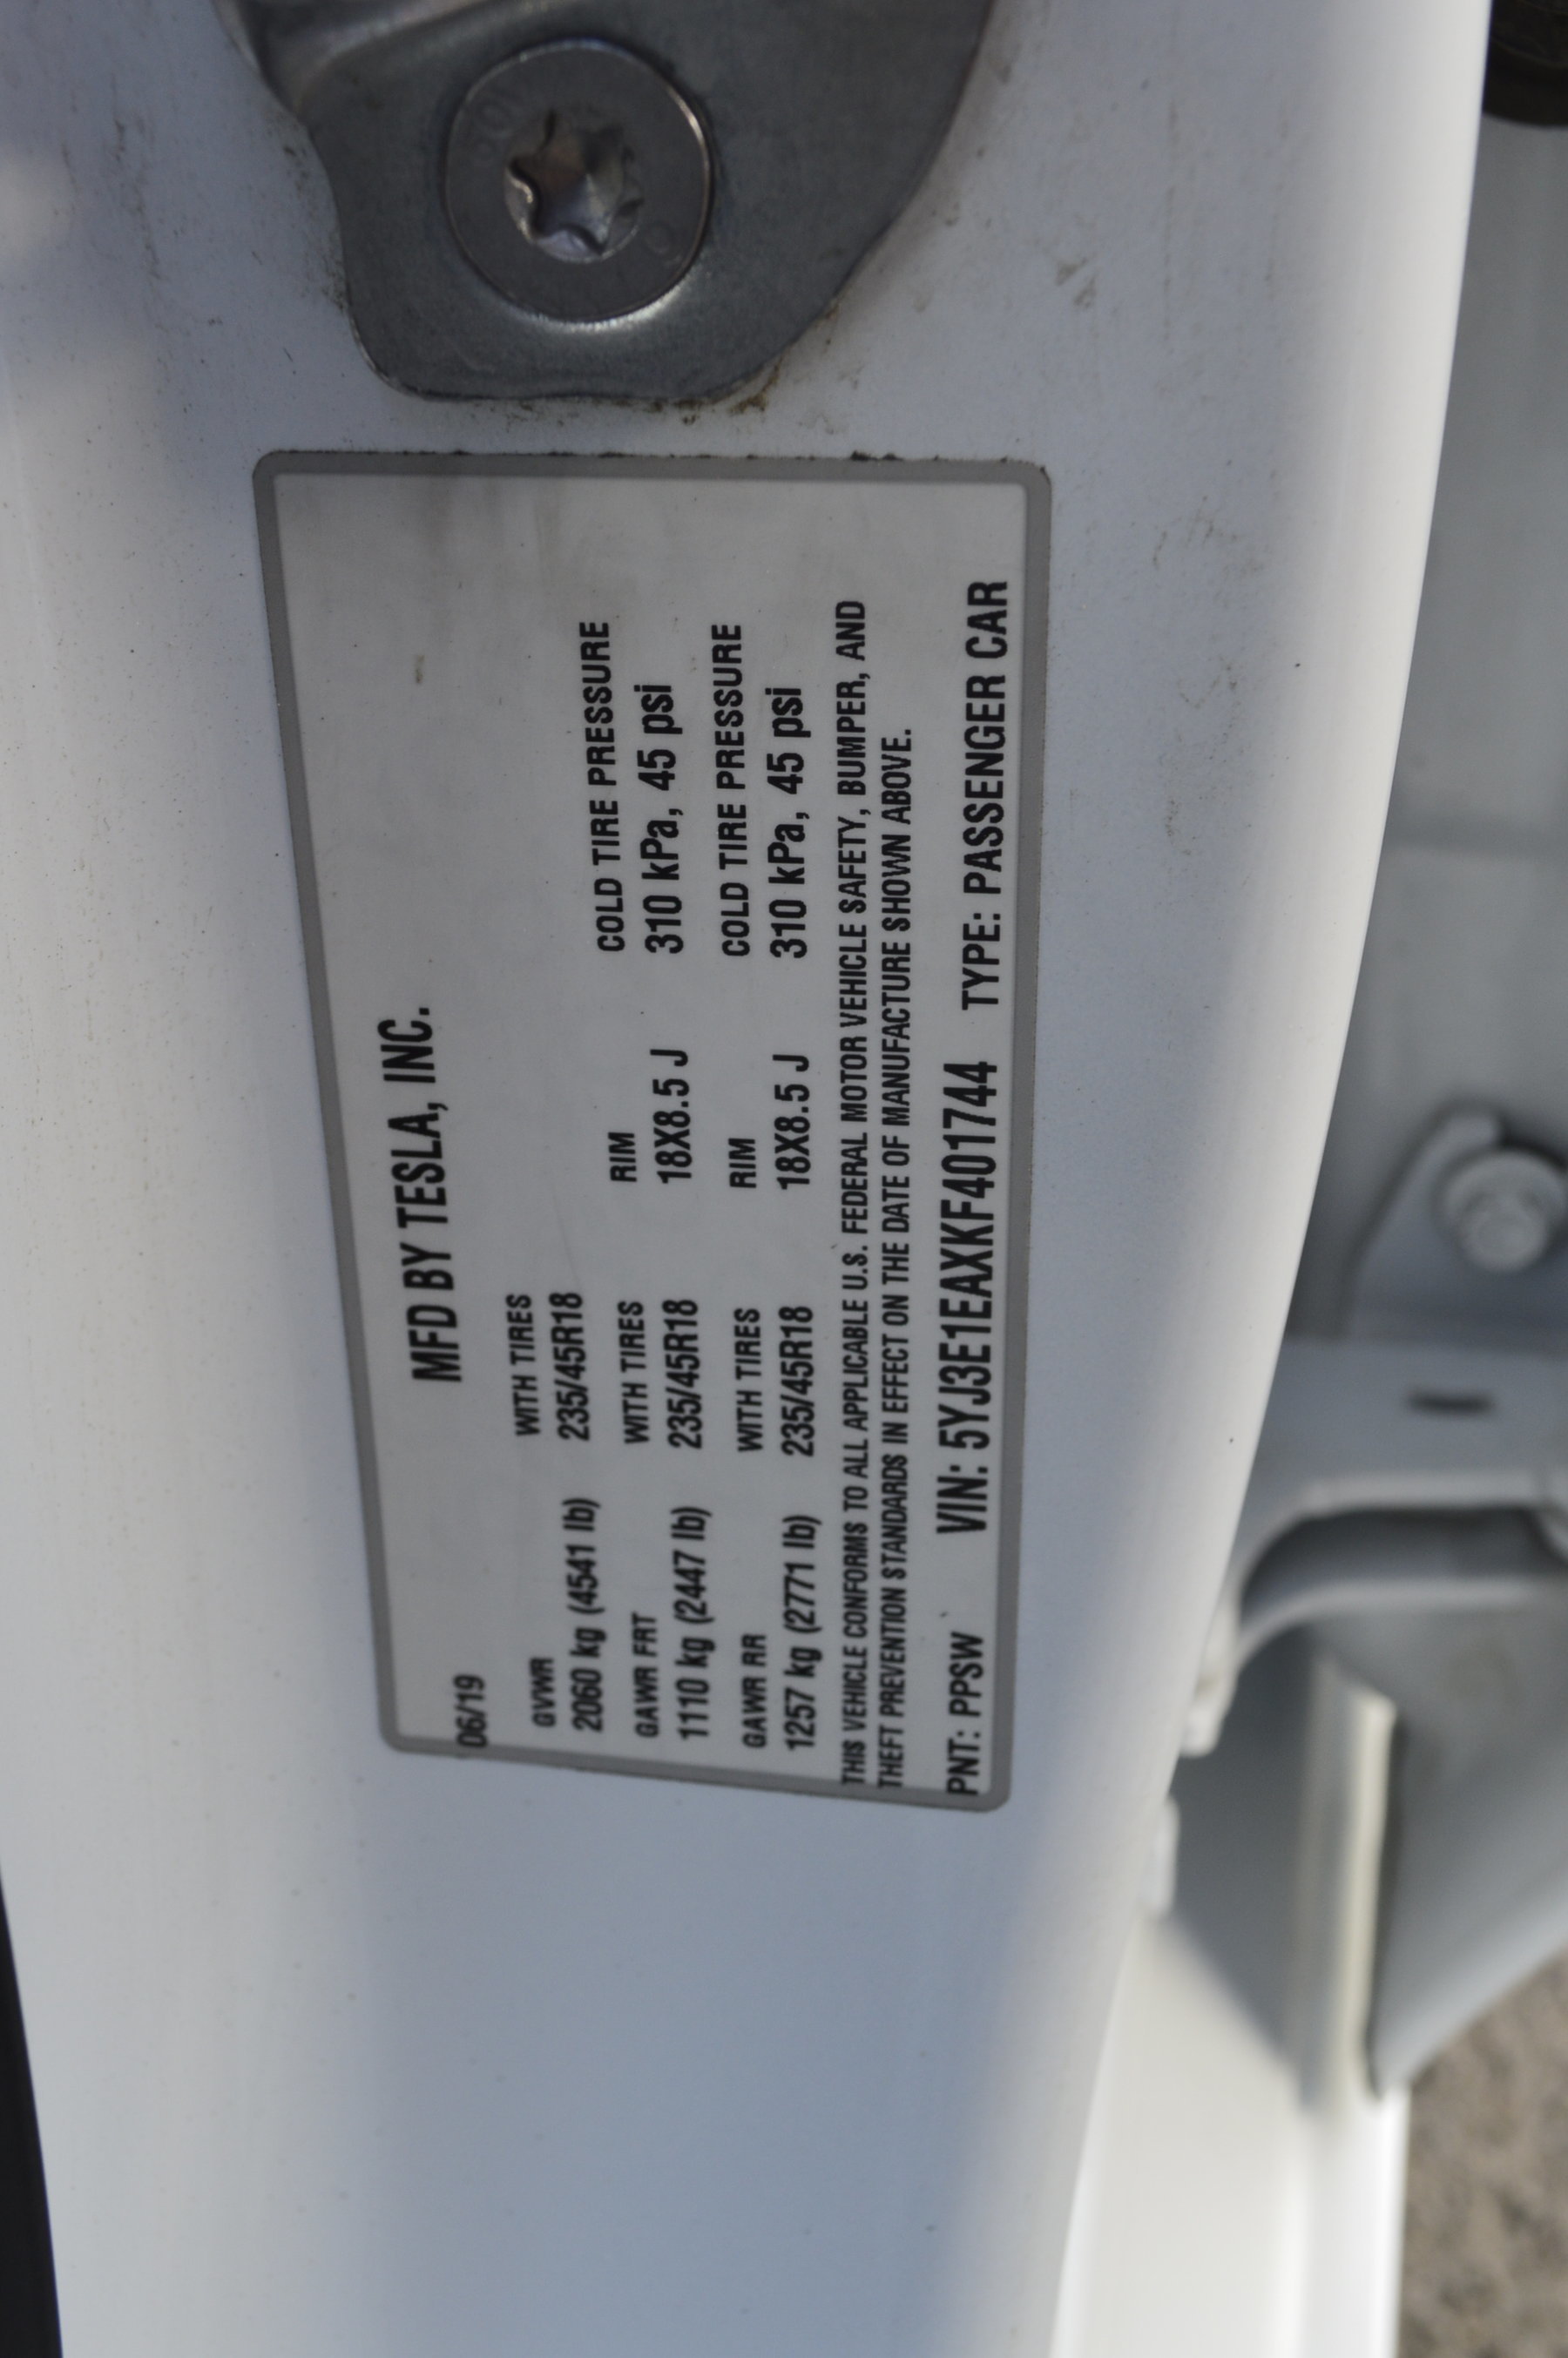 MFD BY TESLA, INC.
06/19
GVWR WITH TIRES
2060 kg (4541 lb) 235/45R18
GAWR FRT WITH TIRES RIM COLD TIRE PRESSURE
1110 kg (2447 lb) 235/45R18 18X8.5 J 310 kPa, 45 psi
GAWR RR WITH TIRES RIM COLD TIRE PRESSURE
1257 kg (2771 lb) 235/45R18 18X8.5 J 310 kPa, 45 psi
THIS VEHICLE CONFORMS TO ALL APPLICABLE U.S. FEDERAL MOTOR VEHICLE SAFETY, BUMPER, AND
THEFT PREVENTION STANDARDS IN EFFECT ON THE DATE OF MANUFACTURE SHOWN ABOVE.
PNT: PPSW VIN: 5YJ3E1EAXKF401744 TYPE: PASSENGER CAR